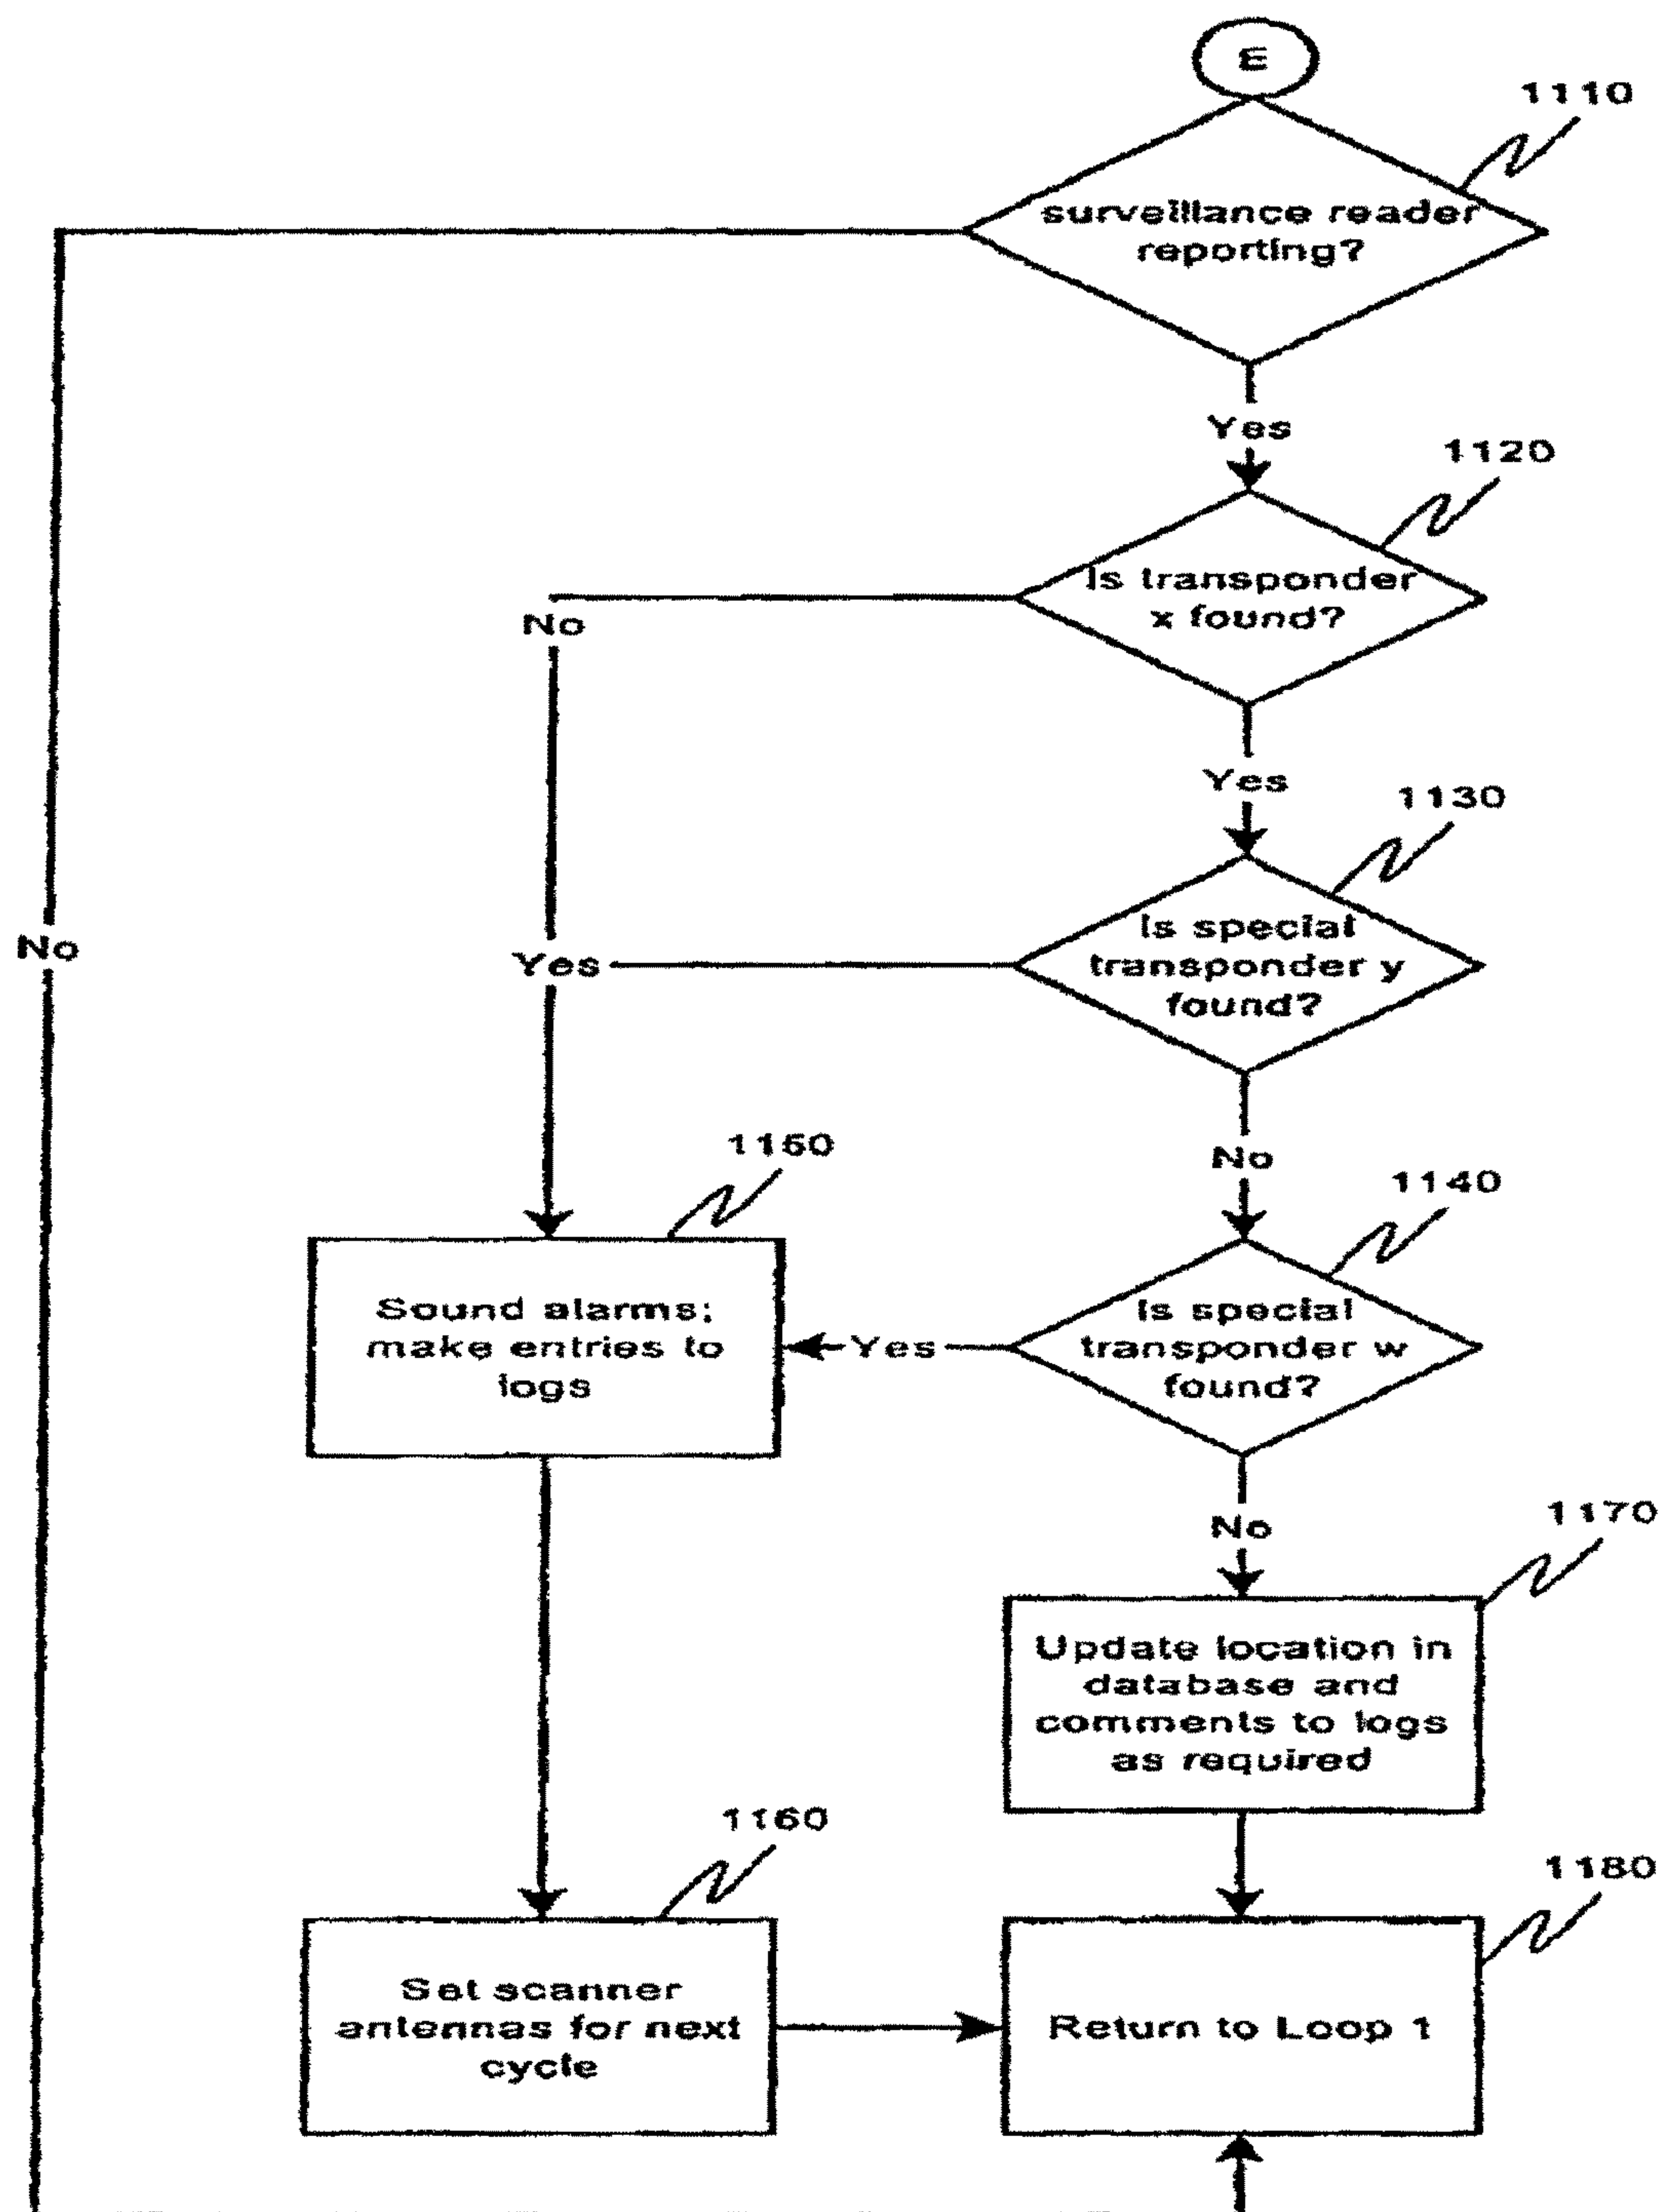 E
1110
surveillance reader
reporting?
Yes
1120
Is transponder
x found?
No
Yes
1130
Is special
transponder y
found?
No
Yes
1150
No
1140
Sound alarms;
make entries to
logs
Yes
Is special
transponder w
found?
No
1170
Update location in
database and
comments to logs
as required
1160
1180
Set scanner
antennas for next
cycle
Return to Loop 1